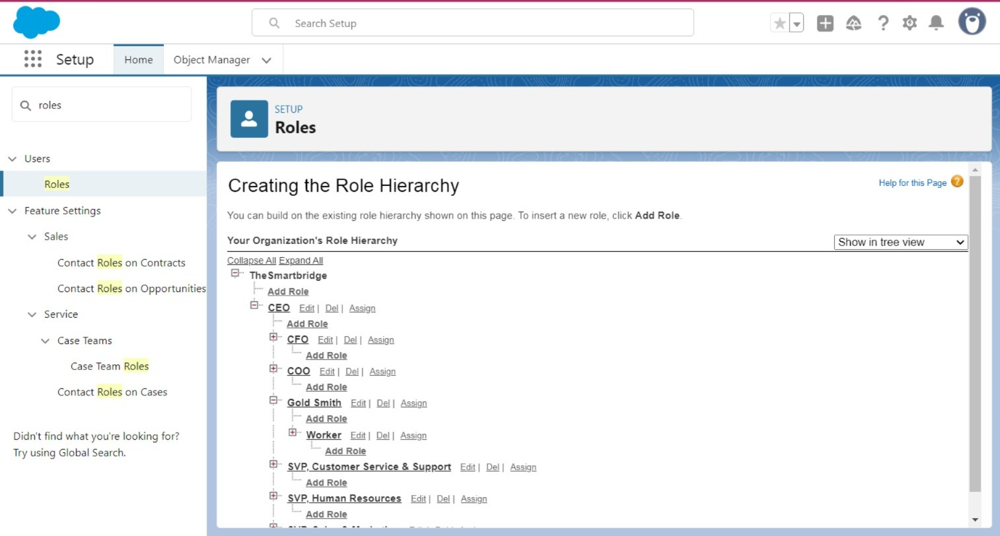 Search Setup
Setup
Home
Object Manager
roles
Users
Roles
Feature Settings
Sales
Contact Roles on Contracts
Contact Roles on Opportunities
Service
Case Teams
Case Team Roles
Contact Roles on Cases
Didn't find what you're looking for?
Try using Global Search.
SETUP
Roles
Creating the Role Hierarchy
Help for this Page
You can build on the existing role hierarchy shown on this page. To insert a new role, click Add Role.
Your Organization's Role Hierarchy
Show in tree view
Collapse All Expand All
TheSmartbridge
Add Role
CEO Edit | Del | Assign
Add Role
CFO Edit | Del | Assign
Add Role
COO Edit | Del | Assign
Add Role
Gold Smith Edit | Del | Assign
Add Role
Worker Edit | Del | Assign
Add Role
SVP, Customer Service & Support Edit | Del | Assign
Add Role
SVP, Human Resources Edit | Del | Assign
Add Role